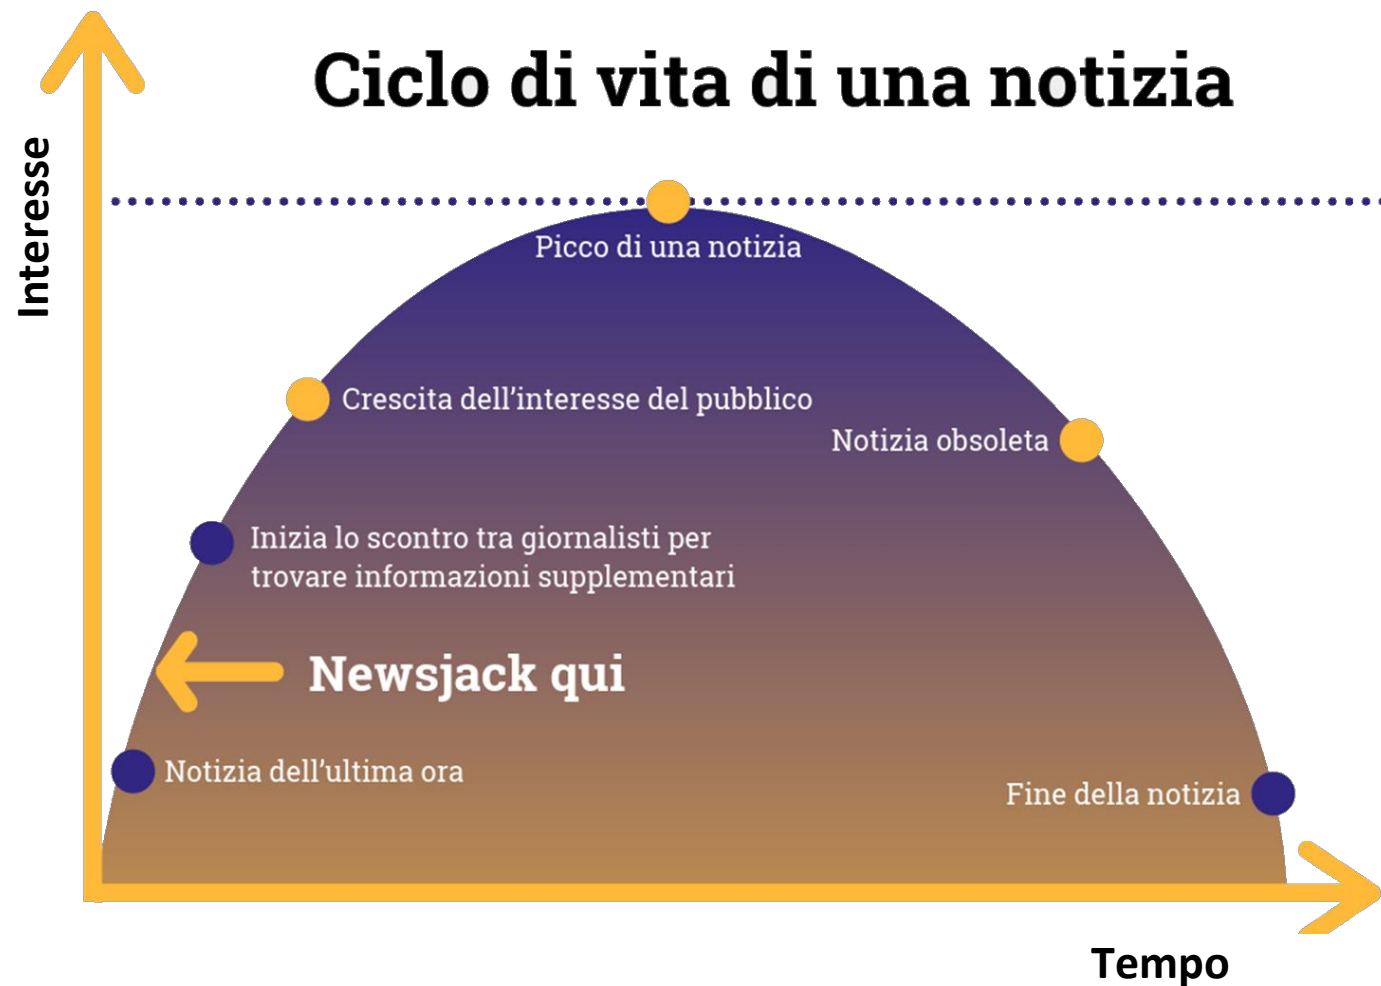 Ciclo di vita di una notizia
Interesse
Picco di una notizia
Crescita dell’interesse del pubblico
Notizia obsoleta
Inizia lo scontro tra giornalisti per
trovare informazioni supplementari
Newsjack qui
Notizia dell’ultima ora
Fine della notizia
Tempo